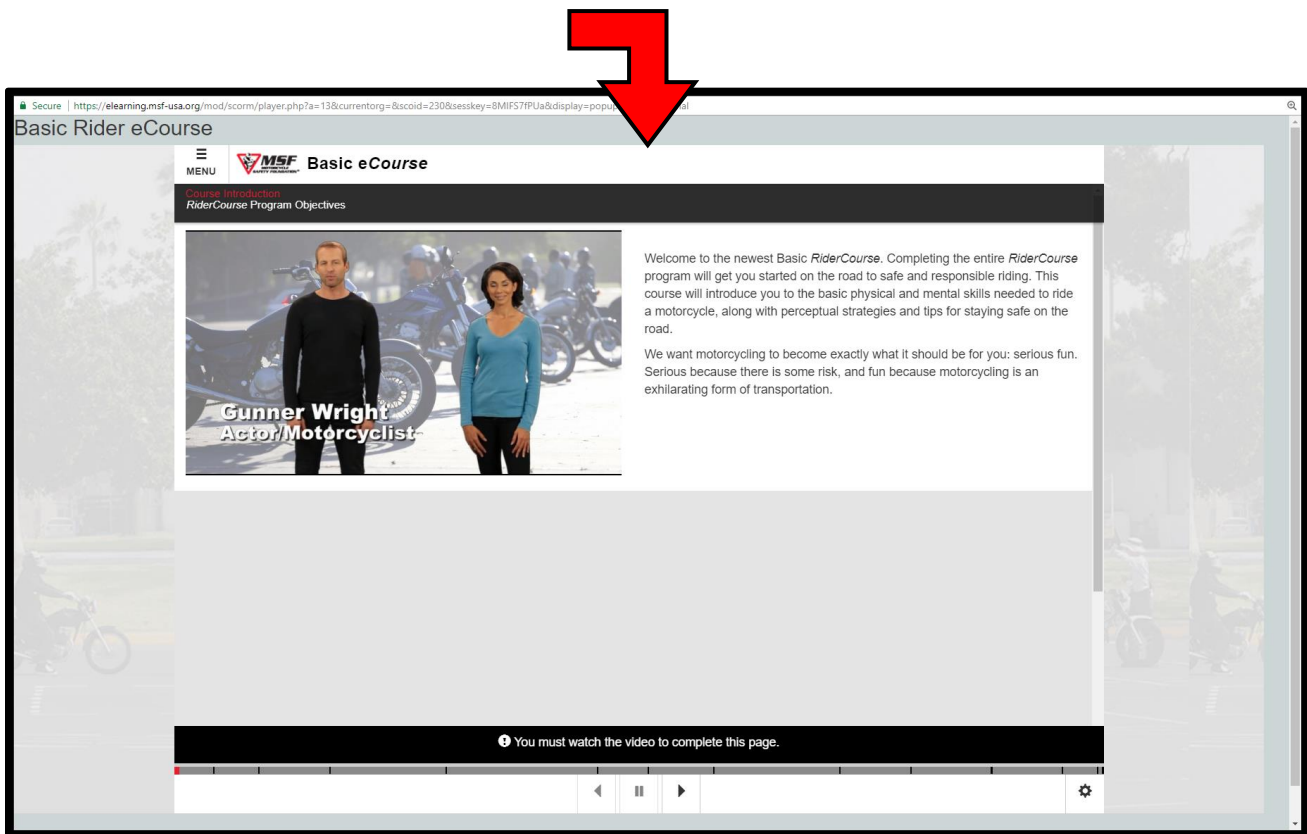 Secure | https://elearning.msf-usa.org/mod/scorm/player.php?a=13&currentorg=&scoid=230&sesskey=8MIFS7fPUa&display=popup
Basic Rider eCourse
MENU
MSF
MOTORCYCLE
SAFETY FOUNDATION
Basic eCourse
Course Introduction
RiderCourse Program Objectives
Gunner Wright
Actor/Motorcyclist
Welcome to the newest Basic RiderCourse. Completing the entire RiderCourse
program will get you started on the road to safe and responsible riding. This
course will introduce you to the basic physical and mental skills needed to ride
a motorcycle, along with perceptual strategies and tips for staying safe on the
road.
We want motorcycling to become exactly what it should be for you: serious fun.
Serious because there is some risk, and fun because motorcycling is an
exhilarating form of transportation.
You must watch the video to complete this page.